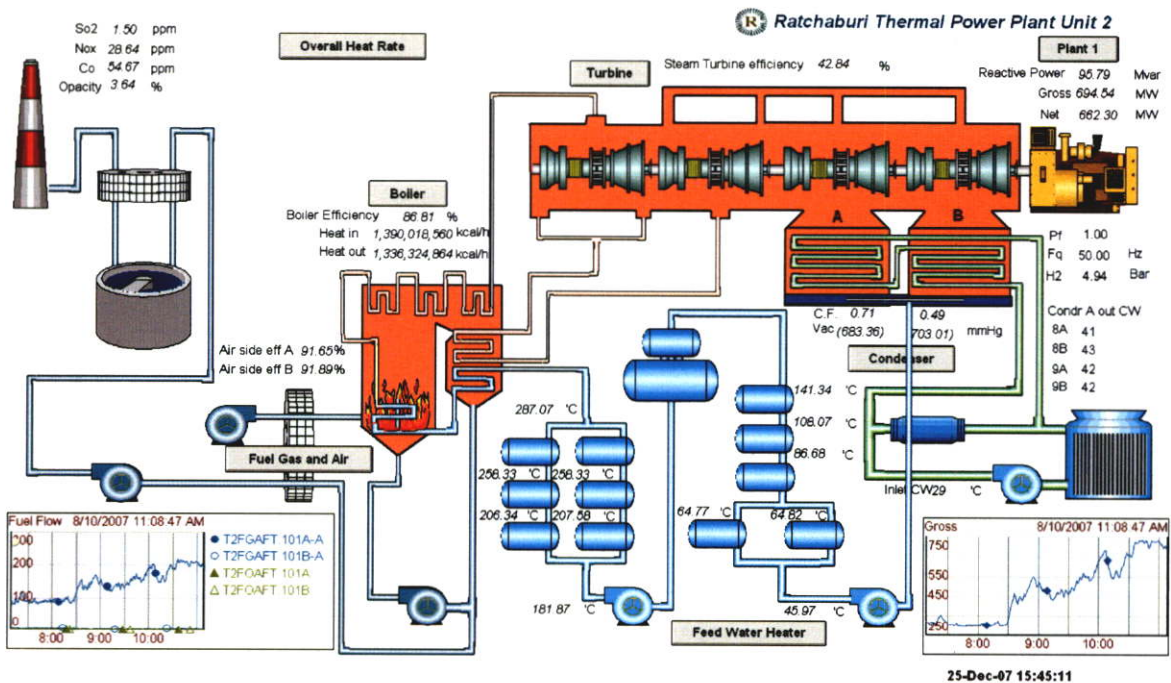 Ratchaburi Thermal Power Plant Unit 2
So2 1.50 ppm
Nox 28.64 ppm
Co 54.67 ppm
Opacity 3.64 %
Overall Heat Rate
Turbine
Steam Turbine efficiency 42.84 %
Plant 1
Reactive Power 95.79 Mvar
Gross 694.54 MW
Net 662.30 MW
Boiler
Boiler Efficiency 86.81 %
Heat in 1,390,018,560 kcal/h
Heat out 1,336,324,864 kcal/h
A B
Pf 1.00
Fq 50.00 Hz
H2 4.94 Bar
C.F. 0.71 0.49
Vac (683.36) 703.01) mmHg
Condr A out CW
8A 41
8B 43
9A 42
9B 42
Condenser
Air side eff A 91.65%
Air side eff B 91.89%
Fuel Gas and Air
287.07 °C
258.33 °C 258.33 °C
206.34 °C 207.58 °C
181.87 °C
141.34 °C
108.07 °C
86.68 °C
64.77 °C 64.82 °C
45.97 °C
Inlet CW29 °C
Feed Water Heater
Fuel Flow 8/10/2007 11:08:47 AM
300
200
100
0
8:00 9:00 10:00
T2FGAFT 101A-A
T2FGAFT 101B-A
T2FOAFT 101A
T2FOAFT 101B
Gross 8/10/2007 11:08:47 AM
750
550
450
250
8:00 9:00 10:00
25-Dec-07 15:45:11